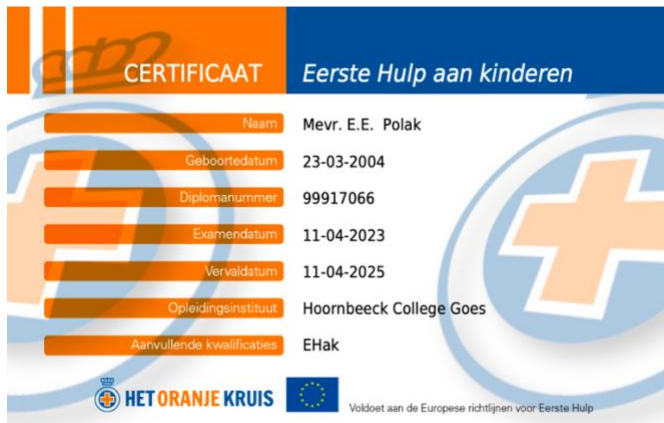 CERTIFICAAT Eerste Hulp aan kinderen
Naam Mevr. E.E. Polak
Geboortedatum 23-03-2004
Diplomanummer 99917066
Examendatum 11-04-2023
Vervaldatum 11-04-2025
Opleidingsinstituut Hoornbeeck College Goes
Aanvullende kwalificaties EHak
HET ORANJE KRUIS Voldoet aan de Europese richtlijnen voor Eerste Hulp